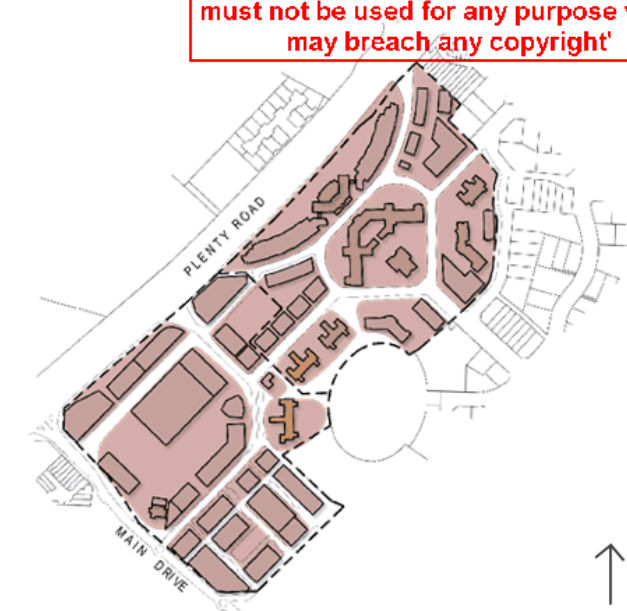 must not be used for any purpose
may breach any copyright'
PLENTY ROAD
MAIN DRIVE